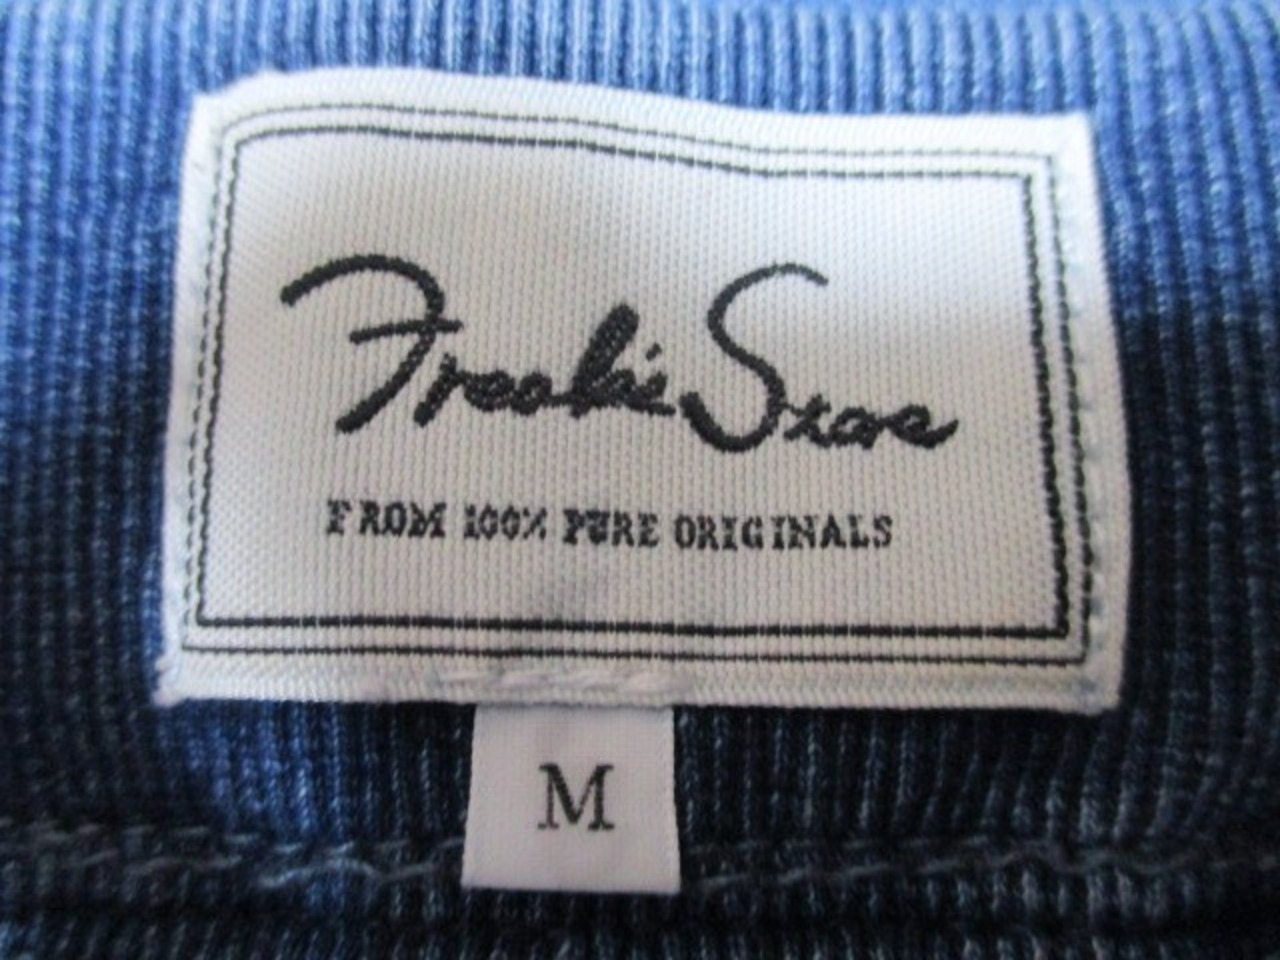 Freak's Store
FROM 100% PURE ORIGINALS
M